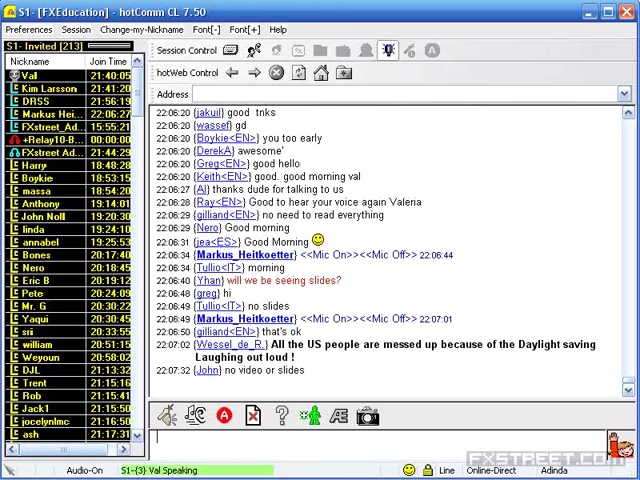 S1- [FXEducation] - hotComm CL 7.50
Preferences Session Change-my-Nickname Font[-] Font[+] Help
S1- Invited [213]
Session Control
Nickname Join Time
hotWeb Control
Address
Val 21:40:05
Kim Larsson 21:41:20
DRSS 21:56:19
Markus Hei... 22:06:27
FXstreet_Ad... 15:55:21
+Relay10-B... 00:00:00
FXstreet Ad... 21:44:29
Harry 18:48:28
Boykie 18:53:15
massa 18:54:20
Anthony 19:14:01
John Noll 19:20:30
linda 19:24:10
annabel 19:25:53
Bones 20:17:40
Nero 20:18:45
Eric B 20:19:12
Pete 20:24:09
Mr. G 20:30:22
Yaqui 20:30:45
sri 20:33:55
william 20:51:15
Weyoun 20:58:02
DJL 21:13:32
Trent 21:15:16
Rob 21:15:41
Jack1 21:15:50
jocelynlmc 21:16:50
ash 21:17:31
22:06:20 {jakuil} good tnks
22:06:20 {wassef} gd
22:06:20 {Boykie<EN>} you too early
22:06:20 {DerekA} awesome'
22:06:20 {Greg<EN>} good hello
22:06:20 {Keith<EN>} good. good morning val
22:06:27 {Al} thanks dude for talking to us
22:06:28 {Ray<EN>} Good to hear your voice again Valeria
22:06:29 {gilliand<EN>} no need to read everything
22:06:29 {Nero} Good morning
22:06:31 {jea<ES>} Good Morning
22:06:34 {Markus_Heitkoetter} <<Mic On>><<Mic Off>> 22:06:44
22:06:34 {Tullio<IT>} morning
22:06:40 {Yhan} will we be seeing slides?
22:06:48 {greg} hi
22:06:49 {Tullio<IT>} no slides
22:06:49 {Markus_Heitkoetter} <<Mic On>><<Mic Off>> 22:07:01
22:06:50 {gilliand<EN>} that's ok
22:07:02 {Wessel_de_R.} All the US people are messed up because of the Daylight saving
Laughing out loud !
22:07:32 {John} no video or slides
FXSTREET.COM
Audio-On S1-{3} Val Speaking Line Online-Direct Adinda